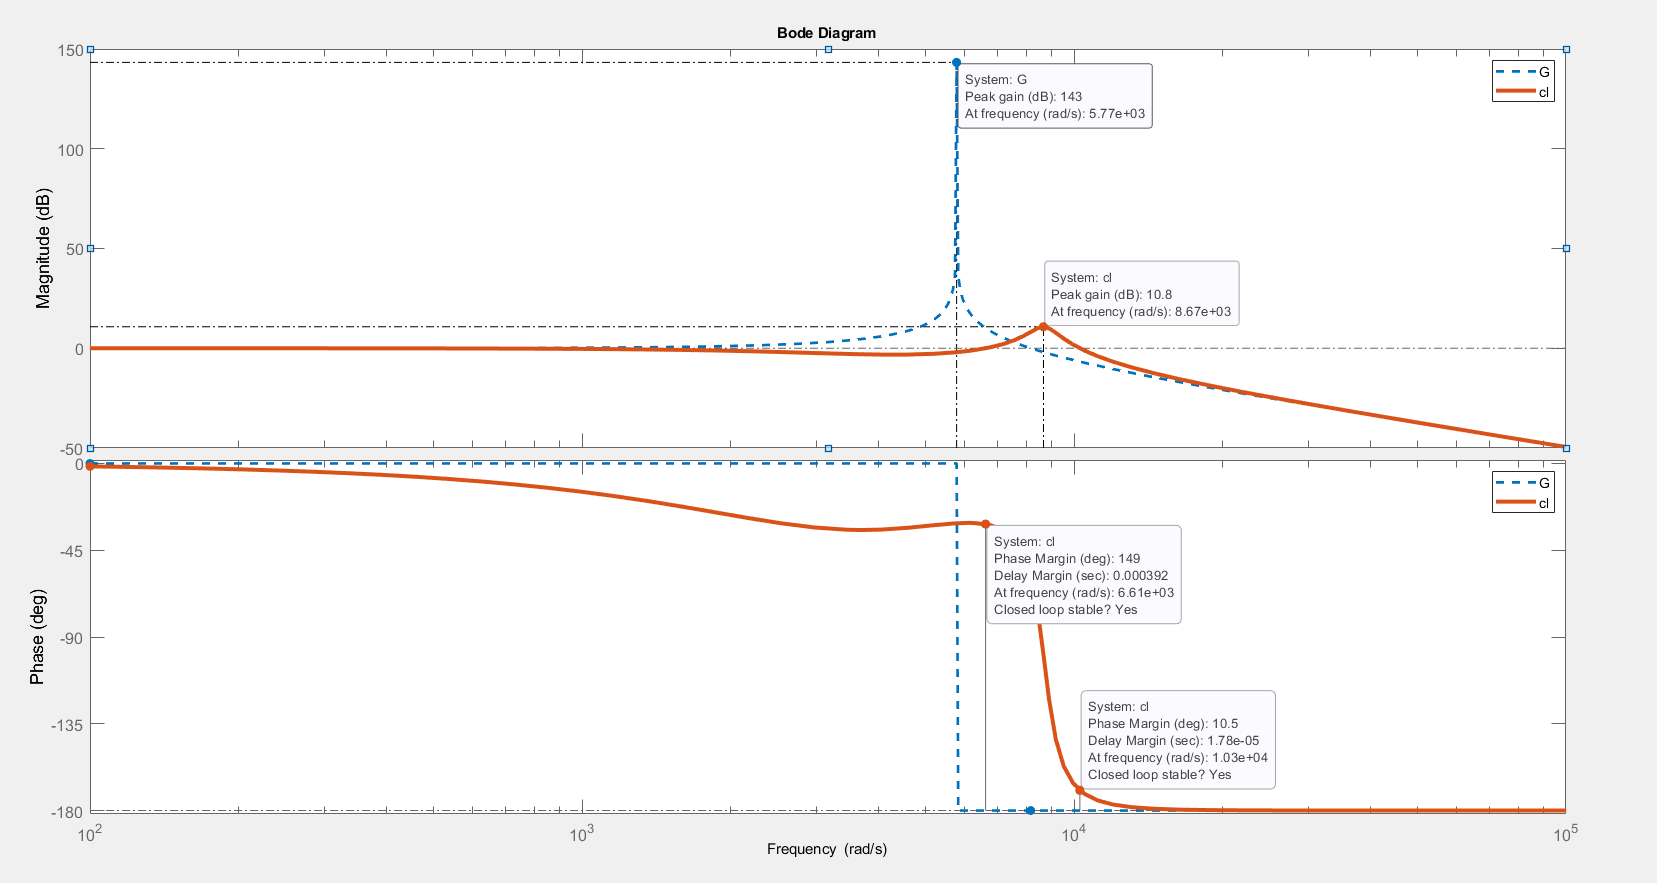 Bode Diagram
150
100
50
0
-50
Magnitude (dB)
System: G
Peak gain (dB): 143
At frequency (rad/s): 5.77e+03
G
cl
System: cl
Peak gain (dB): 10.8
At frequency (rad/s): 8.67e+03
0
-45
-90
-135
-180
Phase (deg)
G
cl
System: cl
Phase Margin (deg): 149
Delay Margin (sec): 0.000392
At frequency (rad/s): 6.61e+03
Closed loop stable? Yes
System: cl
Phase Margin (deg): 10.5
Delay Margin (sec): 1.78e-05
At frequency (rad/s): 1.03e+04
Closed loop stable? Yes
10² 10³ 10⁴ 10⁵
Frequency (rad/s)